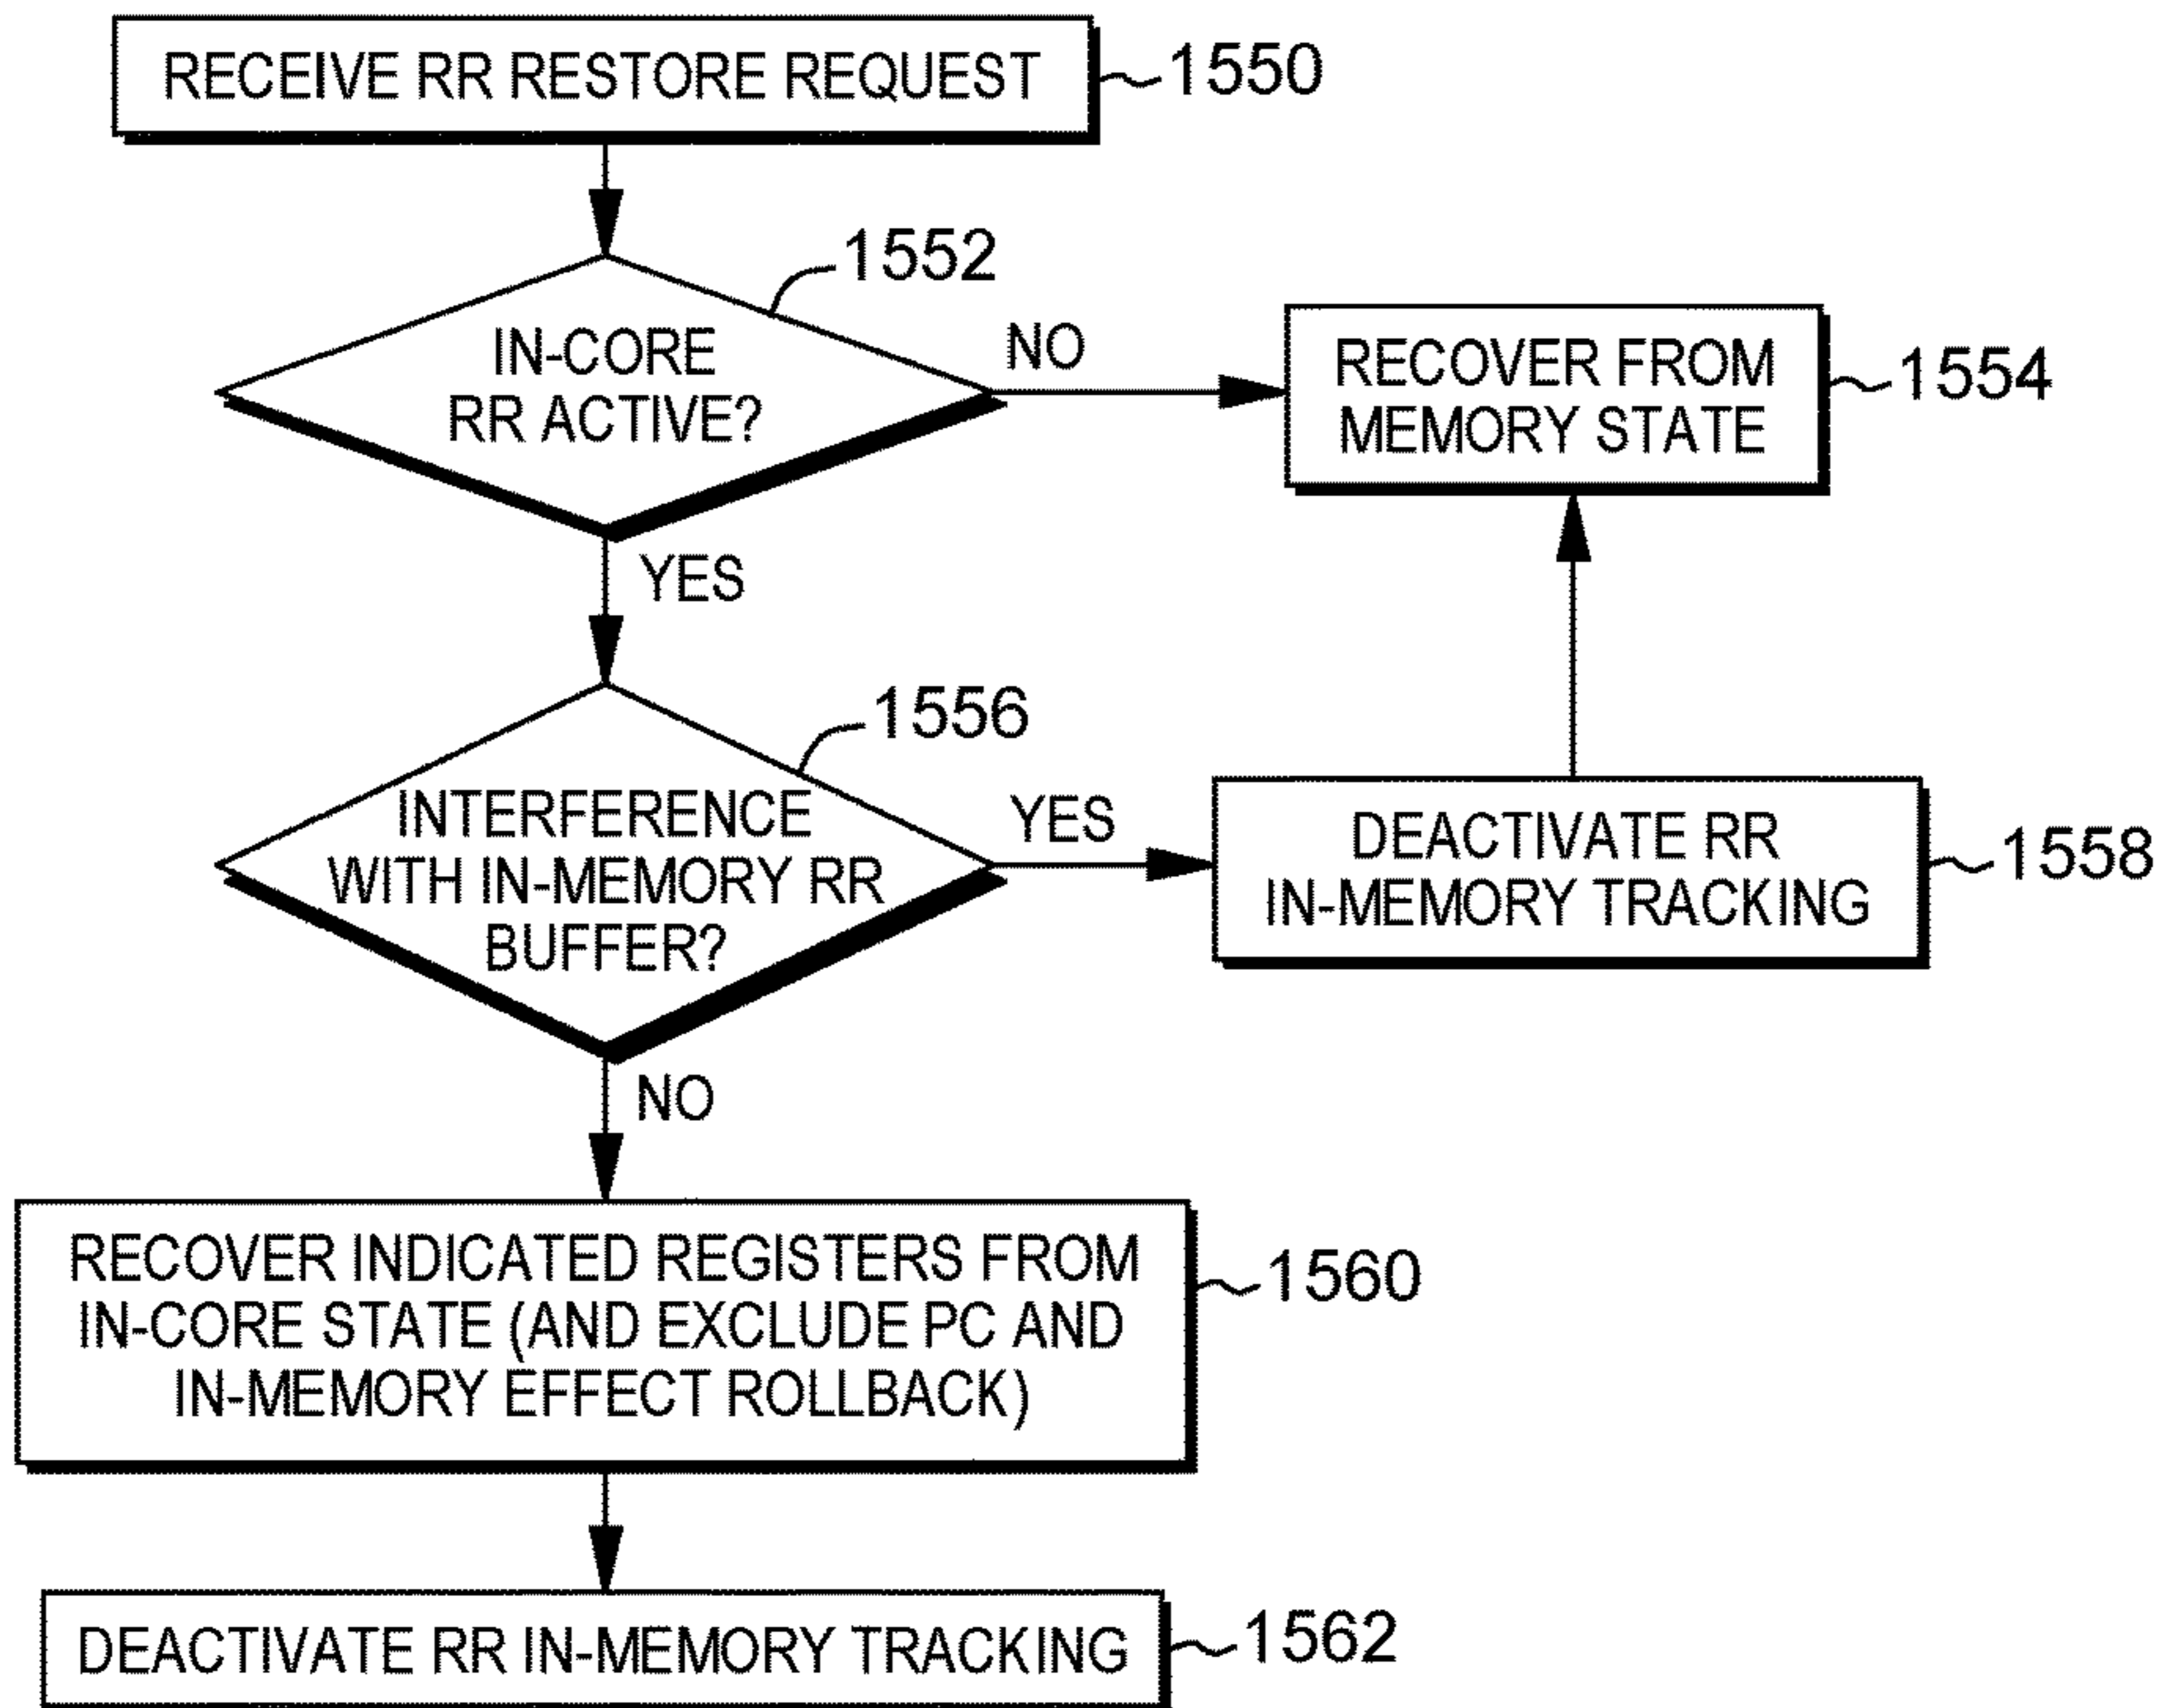 RECEIVE RR RESTORE REQUEST
1550
1552
IN-CORE
RR ACTIVE?
NO
RECOVER FROM
MEMORY STATE
1554
YES
1556
INTERFERENCE
WITH IN-MEMORY RR
BUFFER?
YES
DEACTIVATE RR
IN-MEMORY TRACKING
1558
NO
RECOVER INDICATED REGISTERS FROM
IN-CORE STATE (AND EXCLUDE PC AND
IN-MEMORY EFFECT ROLLBACK)
1560
DEACTIVATE RR IN-MEMORY TRACKING
1562